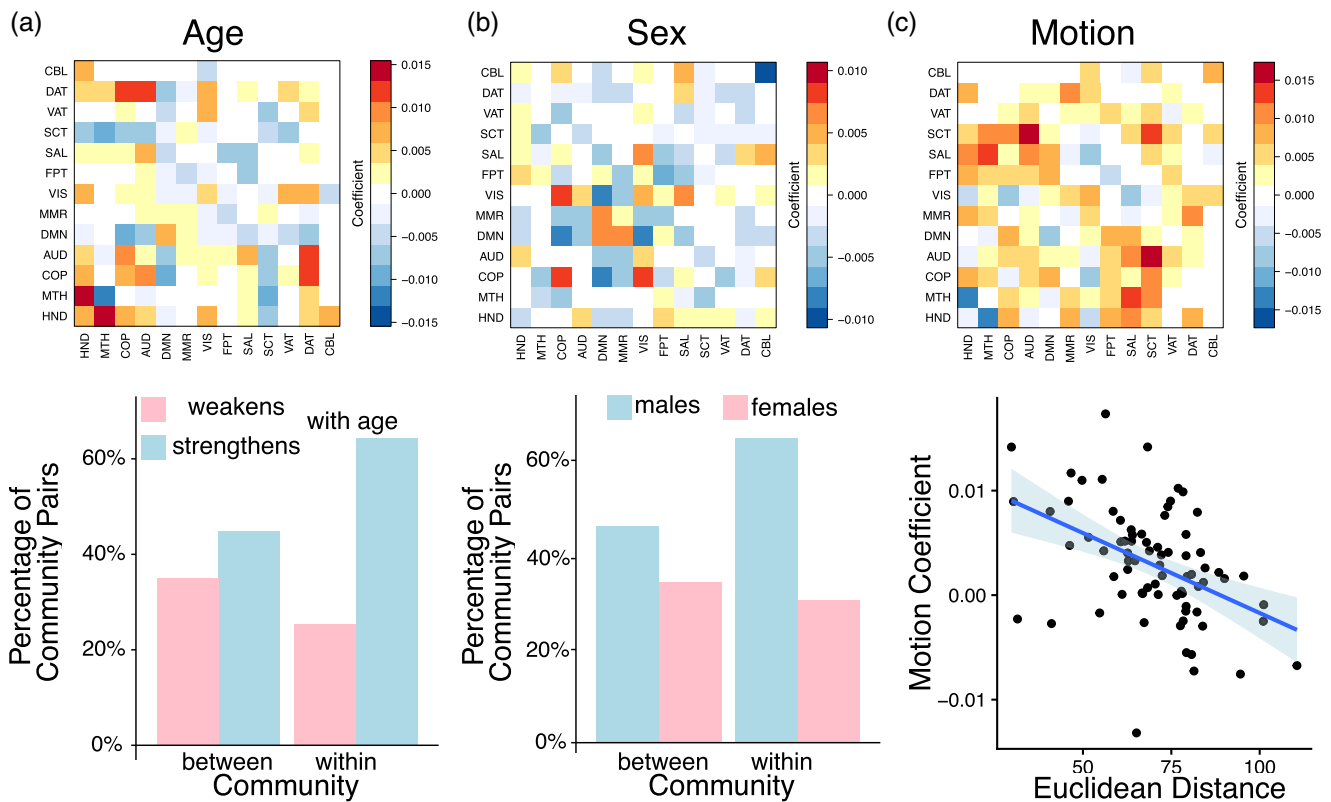 (a)
Age
CBL
DAT
VAT
SCT
SAL
FPT
VIS
MMR
DMN
AUD
COP
MTH
HND
HND
MTH
COP
AUD
DMN
MMR
VIS
FPT
SAL
SCT
VAT
DAT
CBL
0.015
0.010
0.005
0.000
−0.005
−0.010
−0.015
Coefficient
(b)
Sex
CBL
DAT
VAT
SCT
SAL
FPT
VIS
MMR
DMN
AUD
COP
MTH
HND
HND
MTH
COP
AUD
DMN
MMR
VIS
FPT
SAL
SCT
VAT
DAT
CBL
0.010
0.005
0.000
−0.005
−0.010
Coefficient
(c)
Motion
CBL
DAT
VAT
SCT
SAL
FPT
VIS
MMR
DMN
AUD
COP
MTH
HND
HND
MTH
COP
AUD
DMN
MMR
VIS
FPT
SAL
SCT
VAT
DAT
CBL
0.015
0.010
0.005
0.000
−0.005
−0.010
−0.015
Coefficient
weakens
strengthens
with age
Percentage of
Community Pairs
60%
40%
20%
0%
between
within
Community
males
females
Percentage of
Community Pairs
60%
40%
20%
0%
between
within
Community
Motion Coefficient
0.01
0.00
−0.01
50
75
100
Euclidean Distance